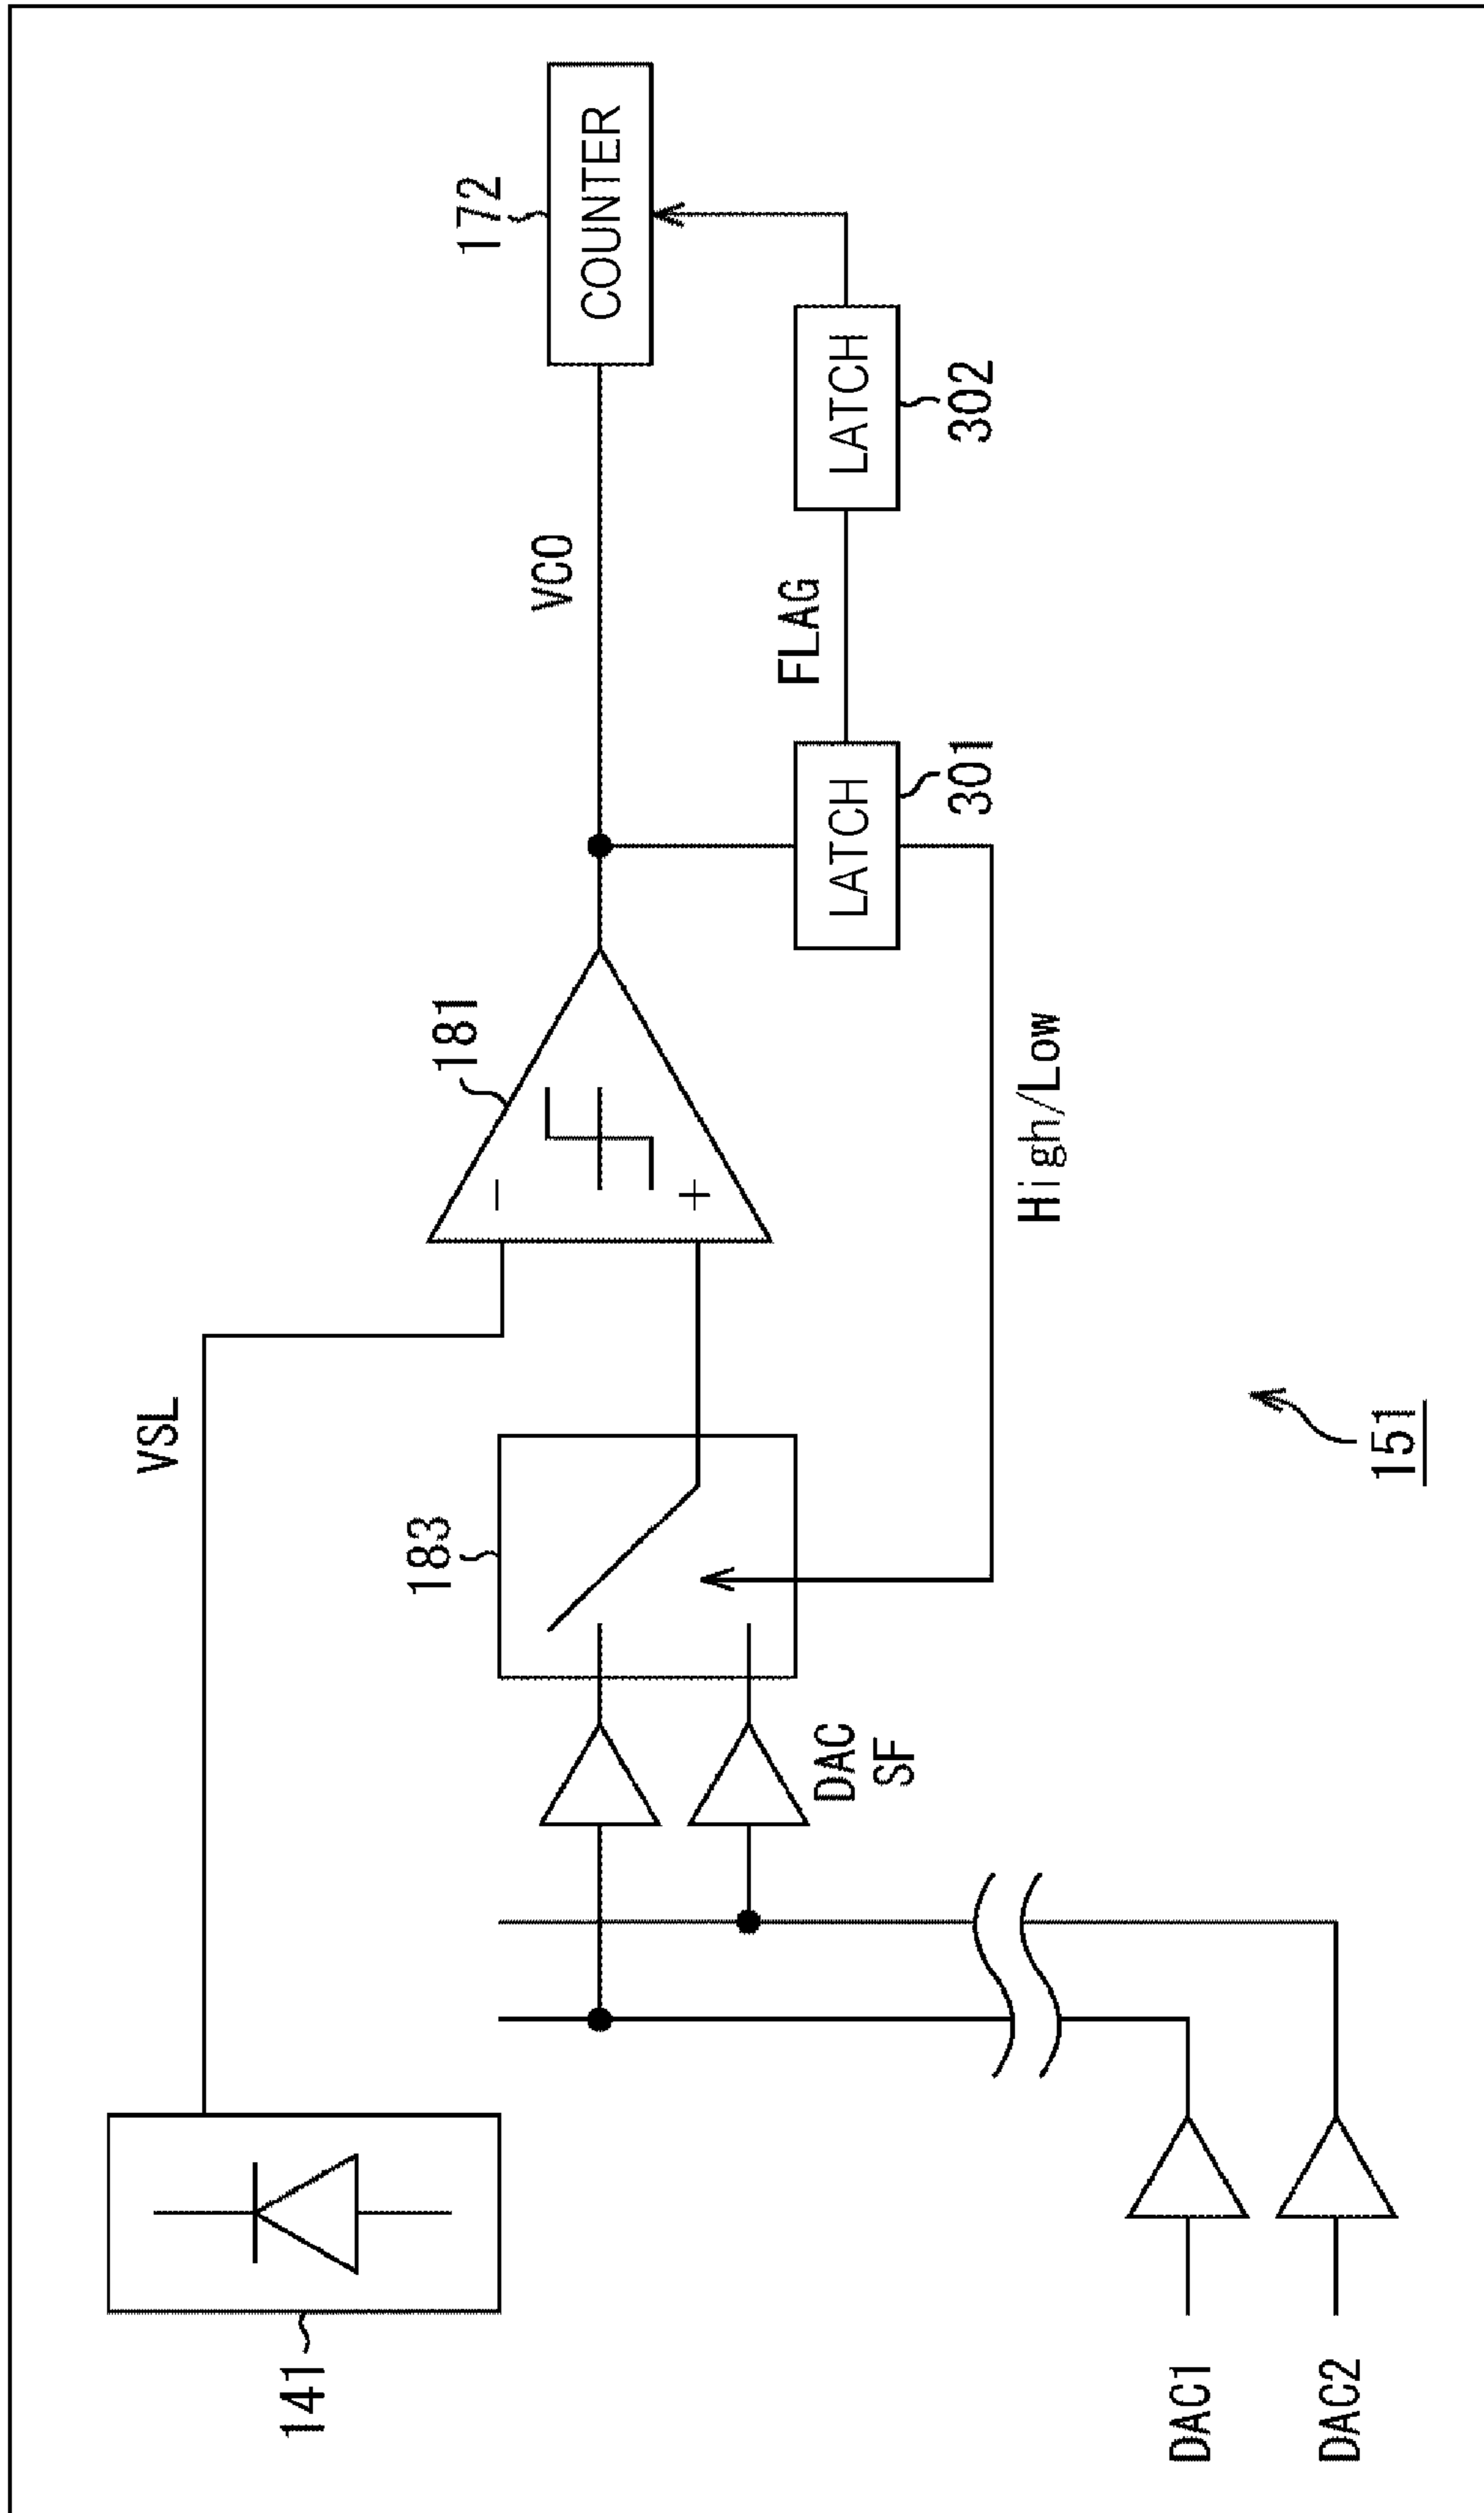 141
VSL
183
181
VCO
172
COUNTER
LATCH
301
FLAG
LATCH
302
High/Low
DAC
SF
151
DAC1
DAC2
-
+